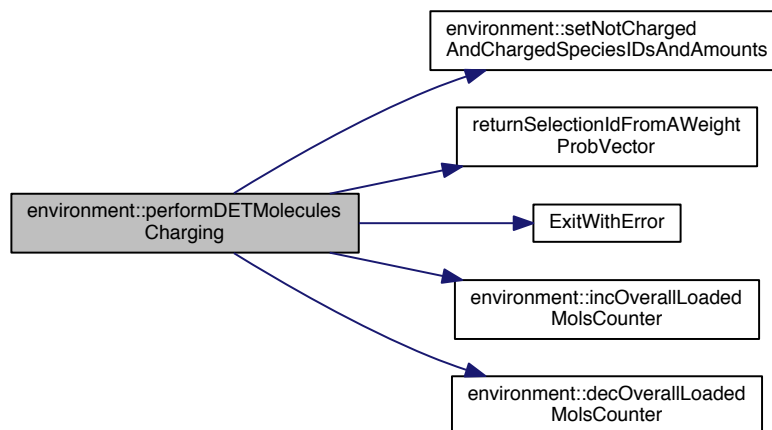 environment::setNotCharged
AndChargedSpeciesIDsAndAmounts
returnSelectionIdFromAWeight
ProbVector
environment::performDETMolecules
Charging
ExitWithError
environment::incOverallLoaded
MolsCounter
environment::decOverallLoaded
MolsCounter